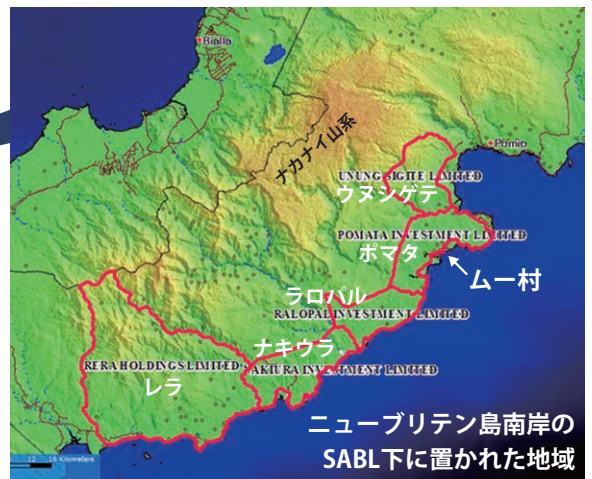 Bialla
ナカナイ山系
Pomio
UNUNG SIGITE LIMITED
ウヌシゲテ
POMATA INVESTMENT LIMITED
ポマタ
ムー村
ラロパル
RALOPAL INVESTMENT LIMITED
ナキウラ
RERA HOLDINGS LIMITED
NAKIURA INVESTMENT LIMITED
レラ
ニューブリテン島南岸の
SABL下に置かれた地域
Kilometers